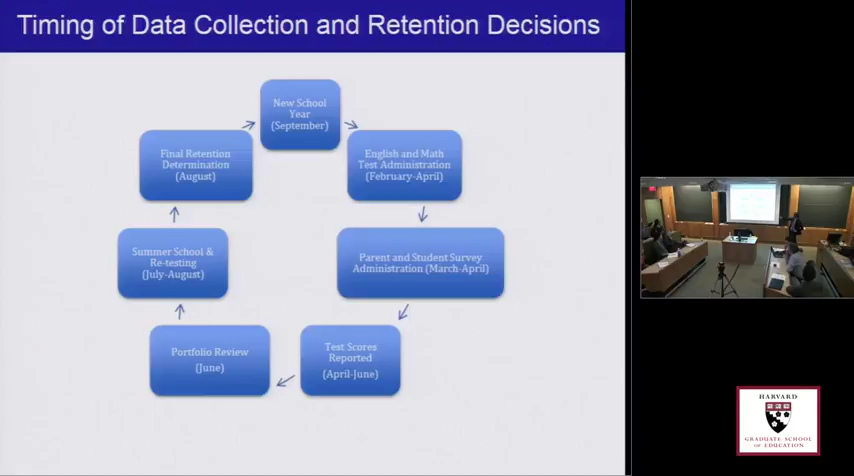 Timing of Data Collection and Retention Decisions
New School
Year
(September)
English and Math
Test Administration
(February-April)
Parent and Student Survey
Administration (March-April)
Test Scores
Reported
(April-June)
Portfolio Review
(June)
Summer School &
Re-testing
(July-August)
Final Retention
Determination
(August)
HARVARD
GRADUATE SCHOOL
OF EDUCATION